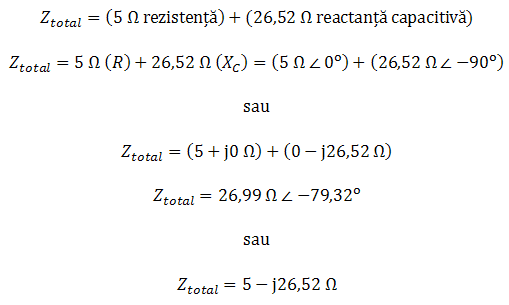 Z_total = (5 Ω rezistență) + (26,52 Ω reactanță capacitivă)
Z_total = 5 Ω (R) + 26,52 Ω (X_C) = (5 Ω ∠ 0°) + (26,52 Ω ∠ −90°)
sau
Z_total = (5 + j0 Ω) + (0 − j26,52 Ω)
Z_total = 26,99 Ω ∠ −79,32°
sau
Z_total = 5 − j26,52 Ω